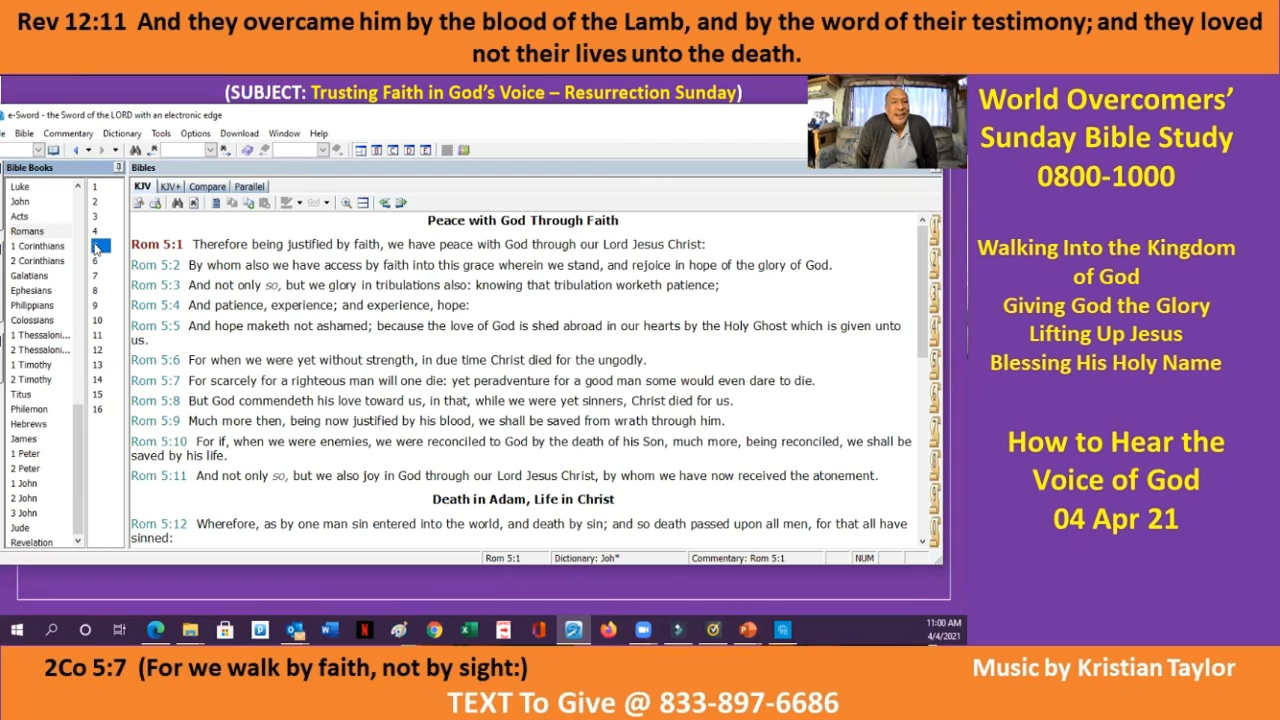 Rev 12:11 And they overcame him by the blood of the Lamb, and by the word of their testimony; and they loved
not their lives unto the death.
(SUBJECT: Trusting Faith in God's Voice – Resurrection Sunday)
e-Sword - the Sword of the LORD with an electronic edge
Bible Commentary Dictionary Tools Options Download Window Help
Bible Books
Luke
John
Acts
Romans
1 Corinthians
2 Corinthians
Galatians
Ephesians
Philippians
Colossians
1 Thessaloni...
2 Thessaloni...
1 Timothy
2 Timothy
Titus
Philemon
Hebrews
James
1 Peter
2 Peter
1 John
2 John
3 John
Jude
Revelation
1
2
3
4
6
7
8
9
10
11
12
13
14
15
16
Bibles
KJV KJV+ Compare Parallel
Peace with God Through Faith
Rom 5:1 Therefore being justified by faith, we have peace with God through our Lord Jesus Christ:
Rom 5:2 By whom also we have access by faith into this grace wherein we stand, and rejoice in hope of the glory of God.
Rom 5:3 And not only so, but we glory in tribulations also: knowing that tribulation worketh patience;
Rom 5:4 And patience, experience; and experience, hope:
Rom 5:5 And hope maketh not ashamed; because the love of God is shed abroad in our hearts by the Holy Ghost which is given unto
us.
Rom 5:6 For when we were yet without strength, in due time Christ died for the ungodly.
Rom 5:7 For scarcely for a righteous man will one die: yet peradventure for a good man some would even dare to die.
Rom 5:8 But God commendeth his love toward us, in that, while we were yet sinners, Christ died for us.
Rom 5:9 Much more then, being now justified by his blood, we shall be saved from wrath through him.
Rom 5:10 For if, when we were enemies, we were reconciled to God by the death of his Son, much more, being reconciled, we shall be
saved by his life.
Rom 5:11 And not only so, but we also joy in God through our Lord Jesus Christ, by whom we have now received the atonement.
Death in Adam, Life in Christ
Rom 5:12 Wherefore, as by one man sin entered into the world, and death by sin; and so death passed upon all men, for that all have
sinned:
Rom 5:1 Dictionary: Joh* Commentary: Rom 5:1 NUM
11:00 AM
4/4/2021
World Overcomers'
Sunday Bible Study
0800-1000
Walking Into the Kingdom
of God
Giving God the Glory
Lifting Up Jesus
Blessing His Holy Name
How to Hear the
Voice of God
04 Apr 21
2Co 5:7 (For we walk by faith, not by sight:)
Music by Kristian Taylor
TEXT To Give @ 833-897-6686